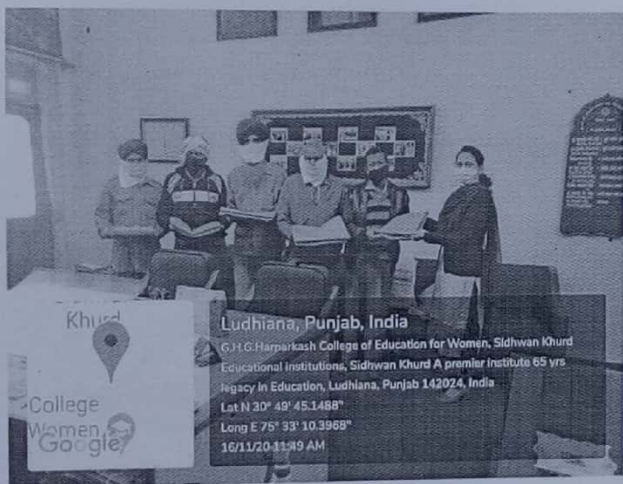 Khurd
College
Women
Google
Ludhiana, Punjab, India
G.H.G.Harparkash College of Education for Women, Sidhwan Khurd
Educational Institutions, Sidhwan Khurd A premier institute 65 yrs
legacy in Education, Ludhiana, Punjab 142024, India
Lat N 30° 49' 45.1488"
Long E 75° 33' 10.3968"
16/11/20 11:49 AM